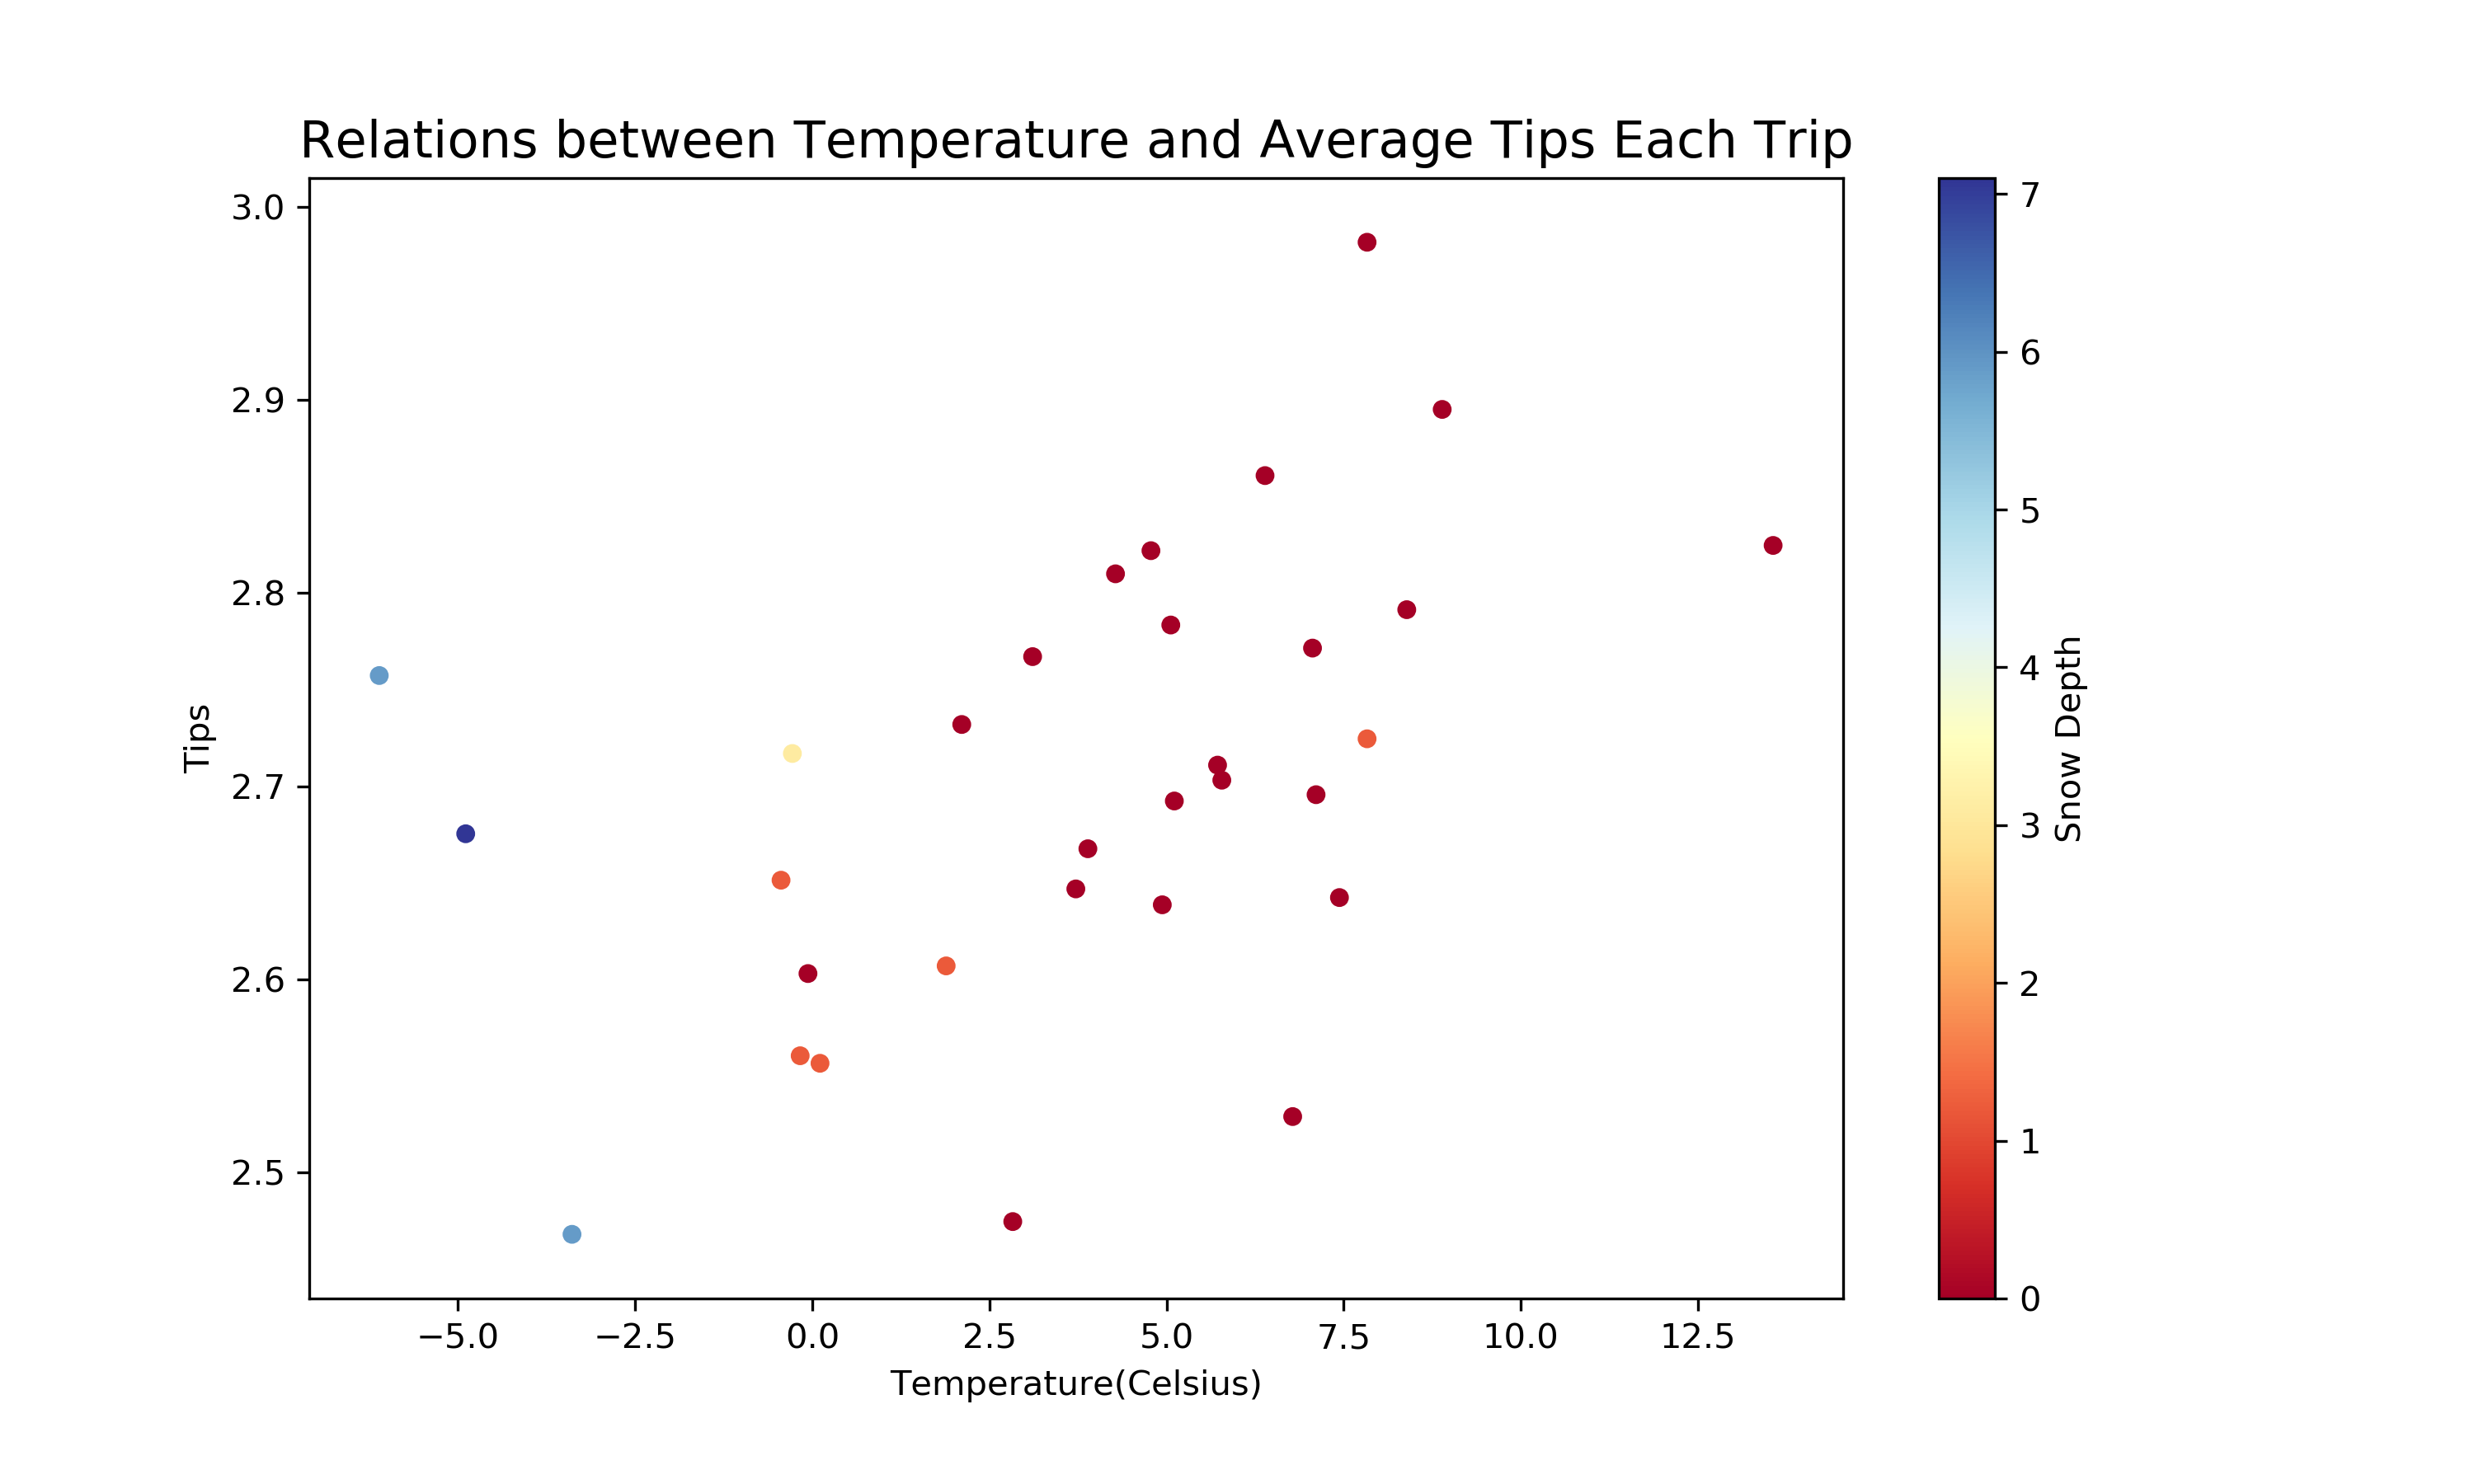 Relations between Temperature and Average Tips Each Trip
3.0
2.9
2.8
2.7
2.6
2.5
Tips
−5.0 −2.5 0.0 2.5 5.0 7.5 10.0 12.5
Temperature(Celsius)
7
6
5
4
3
2
1
0
Snow Depth